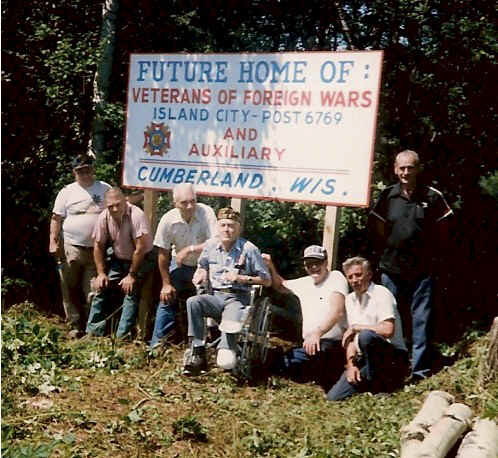 FUTURE HOME OF:
VETERANS OF FOREIGN WARS
ISLAND CITY-POST 6769
AND
AUXILIARY
CUMBERLAND. WIS.